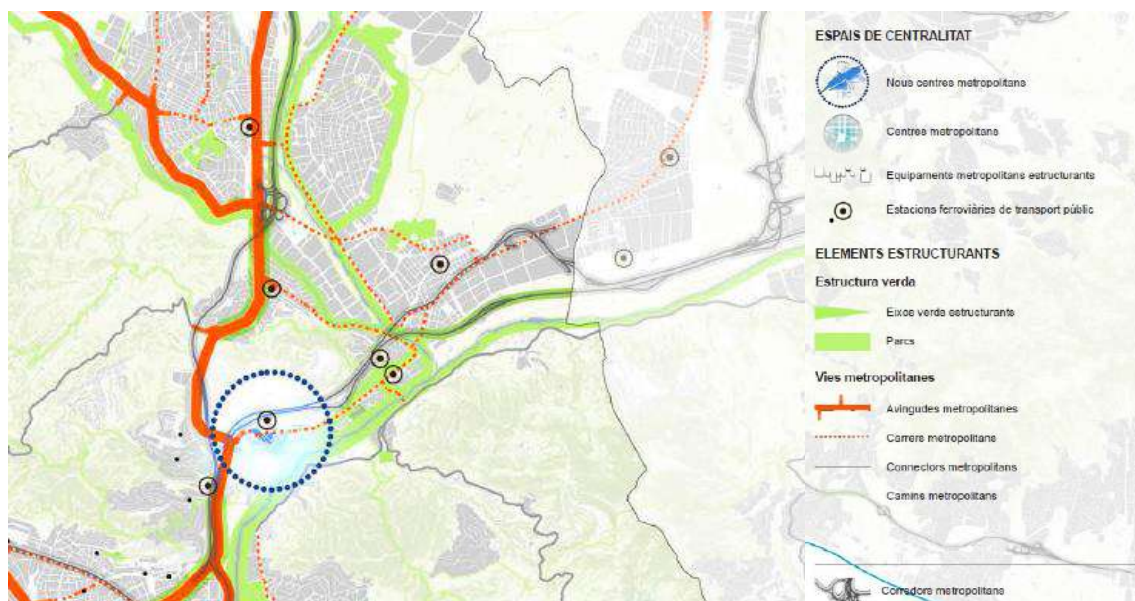 ESPAIS DE CENTRALITAT
Nous centres metropolitans
Centres metropolitans
Equipaments metropolitans estructurants
Estacions ferroviàries de transport públic
ELEMENTS ESTRUCTURANTS
Estructura verda
Eixos verds estructurants
Parcs
Vies metropolitanes
Avingudes metropolitanes
Carrers metropolitans
Connectors metropolitans
Camins metropolitans
Corredors metropolitans